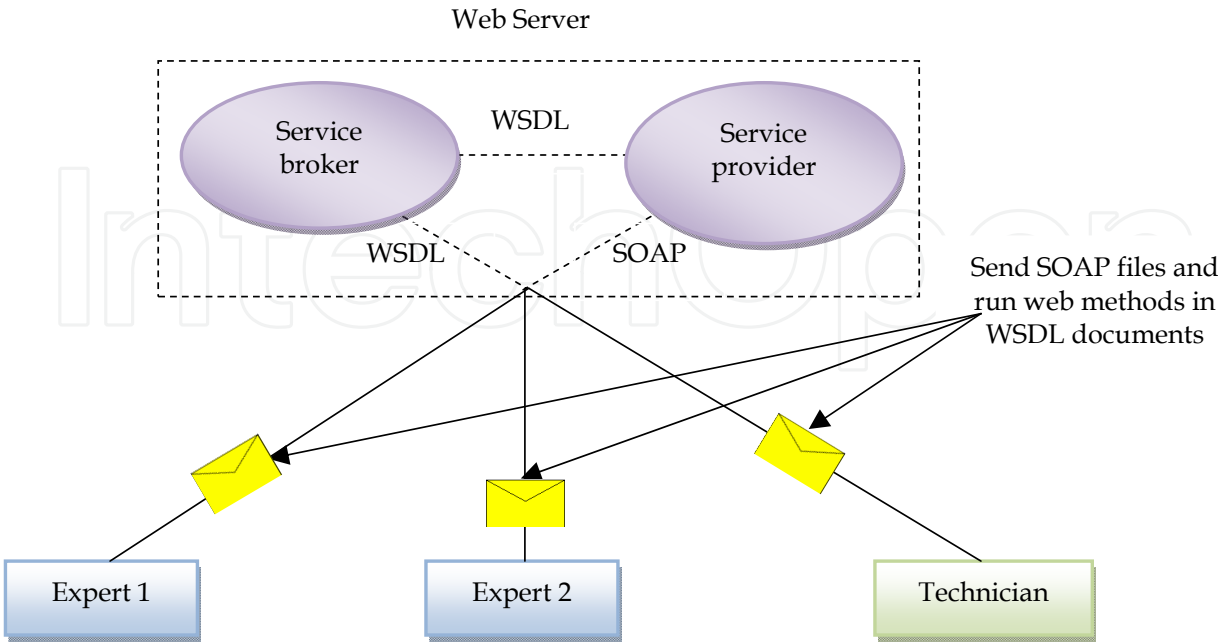 Web Server
Service
broker
WSDL
Service
provider
WSDL
SOAP
Send SOAP files and
run web methods in
WSDL documents
Expert 1
Expert 2
Technician
IntechOpen